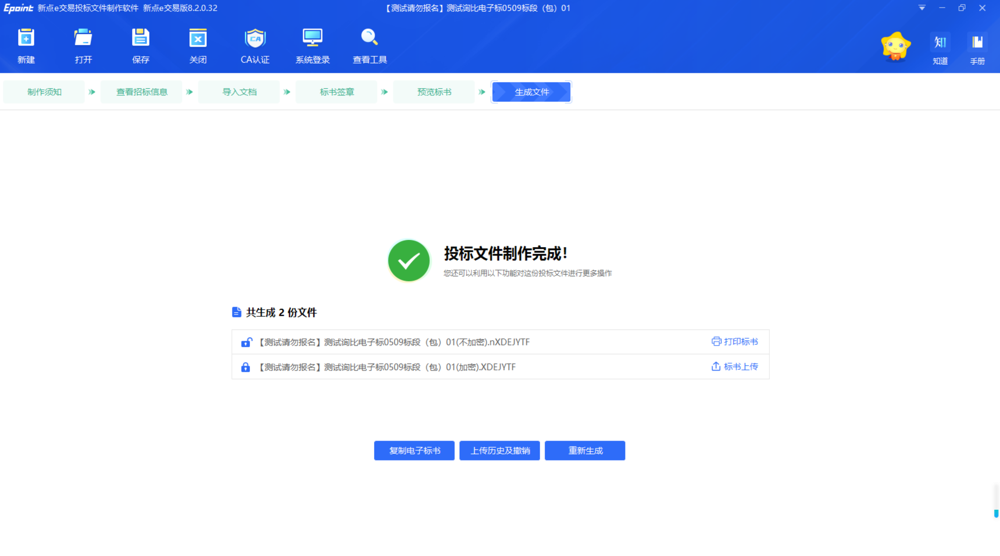 Epoint 新点e交易投标文件制作软件 新点e交易版8.2.0.32
【测试请勿报名】测试询比电子标0509标段（包）01
新建
打开
保存
关闭
CA
CA认证
系统登录
查看工具
知
知道
手册
制作须知
查看招标信息
导入文档
标书签章
预览标书
生成文件
投标文件制作完成！
您还可以利用以下功能对这份投标文件进行更多操作
共生成 2 份文件
【测试请勿报名】测试询比电子标0509标段（包）01(不加密).nXDEJYTF
打印标书
【测试请勿报名】测试询比电子标0509标段（包）01(加密).XDEJYTF
标书上传
复制电子标书
上传历史及撤销
重新生成